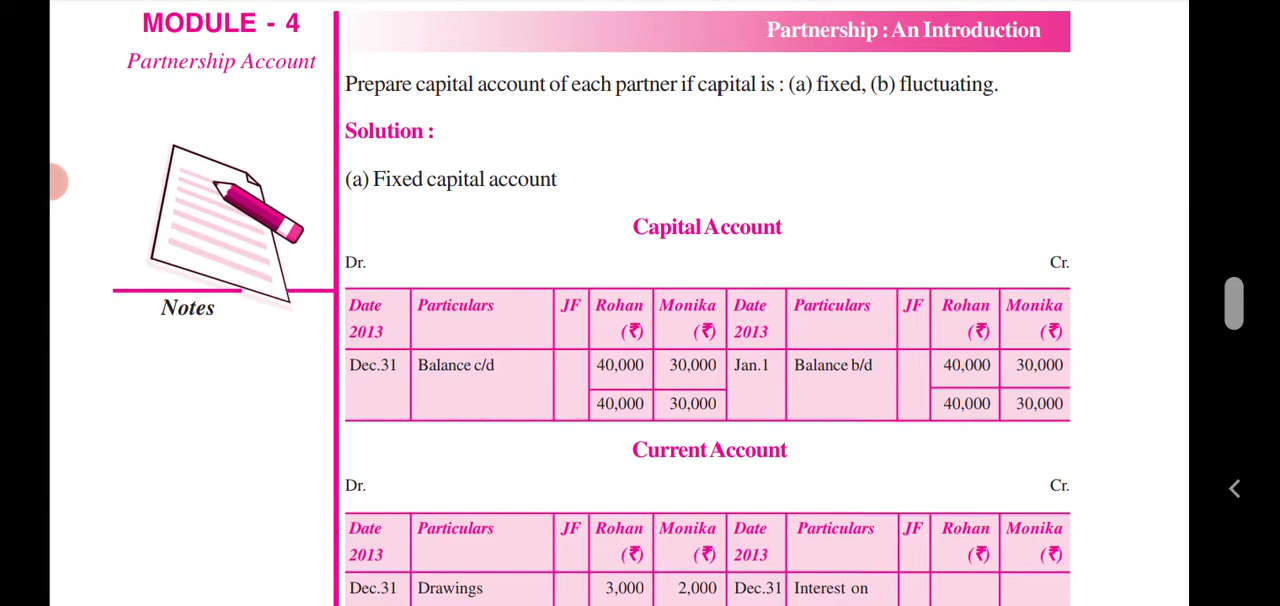 MODULE - 4
Partnership Account
Notes
Partnership : An Introduction
Prepare capital account of each partner if capital is : (a) fixed, (b) fluctuating.
Solution :
(a) Fixed capital account
Capital Account
Dr. Cr.
Date Particulars JF Rohan Monika Date Particulars JF Rohan Monika
2013 (₹) (₹) 2013 (₹) (₹)
Dec.31 Balance c/d 40,000 30,000 Jan.1 Balance b/d 40,000 30,000
40,000 30,000 40,000 30,000
Current Account
Dr. Cr.
Date Particulars JF Rohan Monika Date Particulars JF Rohan Monika
2013 (₹) (₹) 2013 (₹) (₹)
Dec.31 Drawings 3,000 2,000 Dec.31 Interest on